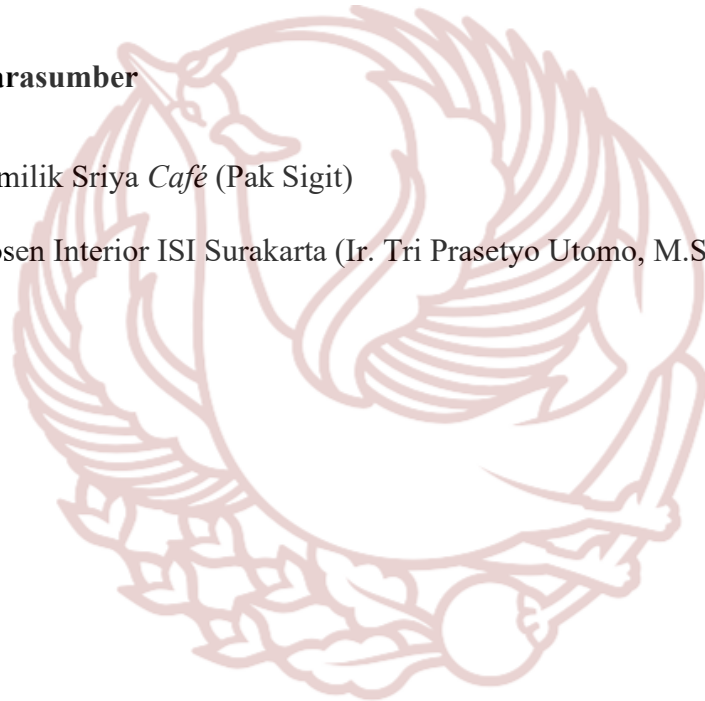 arasumber
milik Sriya Café (Pak Sigit)
osen Interior ISI Surakarta (Ir. Tri Prasetyo Utomo, M.S